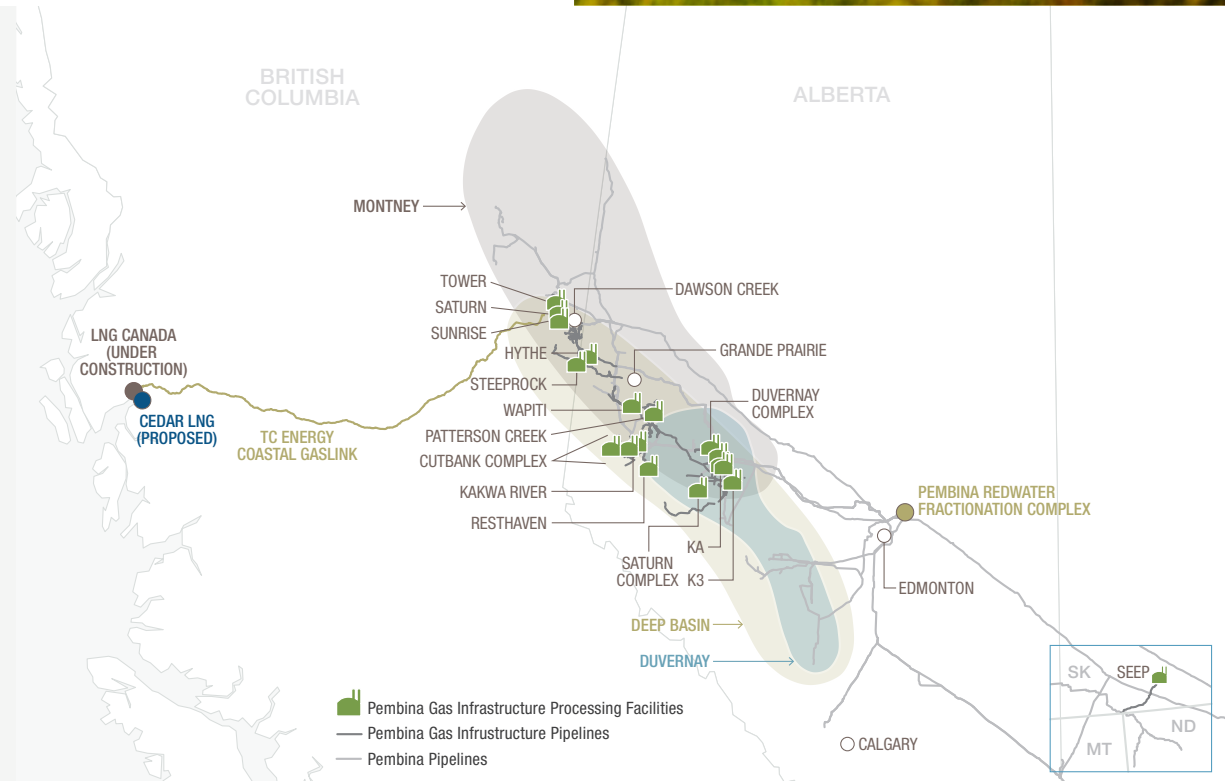 BRITISH
COLUMBIA
ALBERTA
MONTNEY
TOWER
SATURN
SUNRISE
DAWSON CREEK
LNG CANADA
(UNDER
CONSTRUCTION)
HYTHE
STEEPROCK
GRANDE PRAIRIE
WAPITI
DUVERNAY
COMPLEX
CEDAR LNG
(PROPOSED)
TC ENERGY
COASTAL GASLINK
PATTERSON CREEK
CUTBANK COMPLEX
KAKWA RIVER
RESTHAVEN
PEMBINA REDWATER
FRACTIONATION COMPLEX
KA
SATURN
COMPLEX
K3
EDMONTON
DEEP BASIN
DUVERNAY
Pembina Gas Infrastructure Processing Facilities
Pembina Gas Infrustructure Pipelines
Pembina Pipelines
CALGARY
SK
SEEP
ND
MT